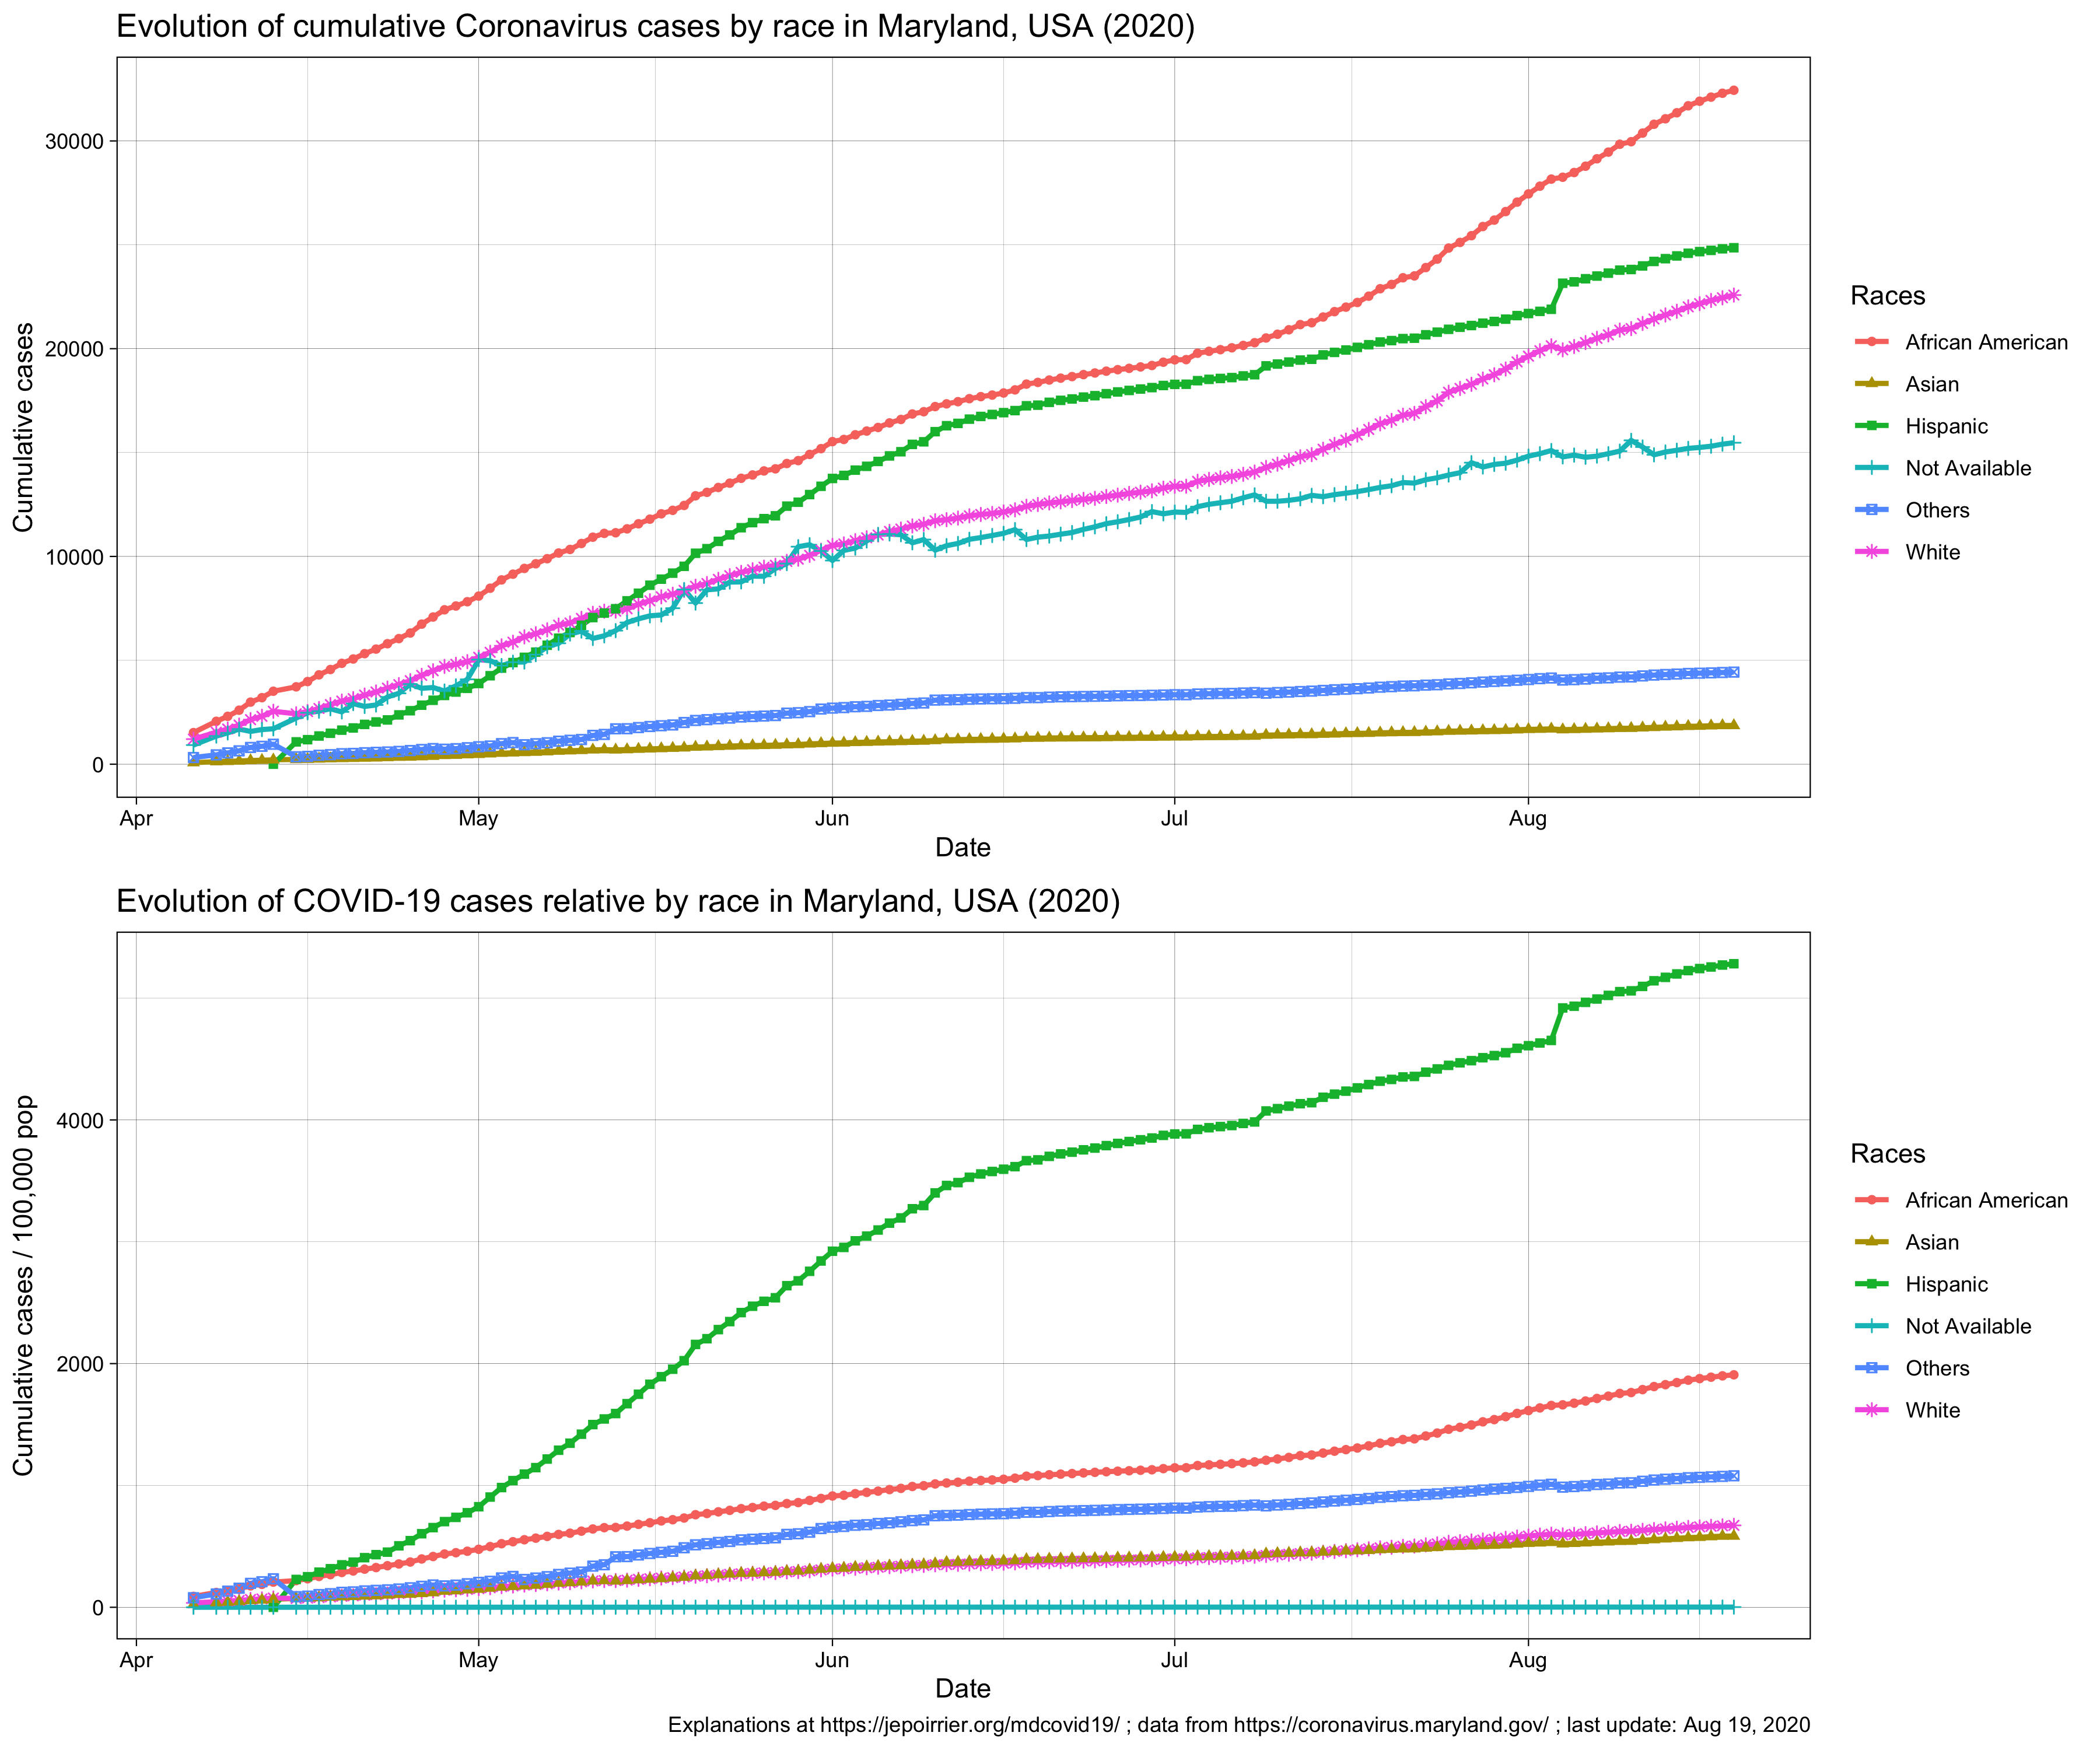 Evolution of cumulative Coronavirus cases by race in Maryland, USA (2020)
Cumulative cases
30000
20000
10000
0
Apr May Jun Jul Aug
Date
Races
African American
Asian
Hispanic
Not Available
Others
White
Evolution of COVID-19 cases relative by race in Maryland, USA (2020)
Cumulative cases / 100,000 pop
4000
2000
0
Apr May Jun Jul Aug
Date
Races
African American
Asian
Hispanic
Not Available
Others
White
Explanations at https://jepoirrier.org/mdcovid19/ ; data from https://coronavirus.maryland.gov/ ; last update: Aug 19, 2020